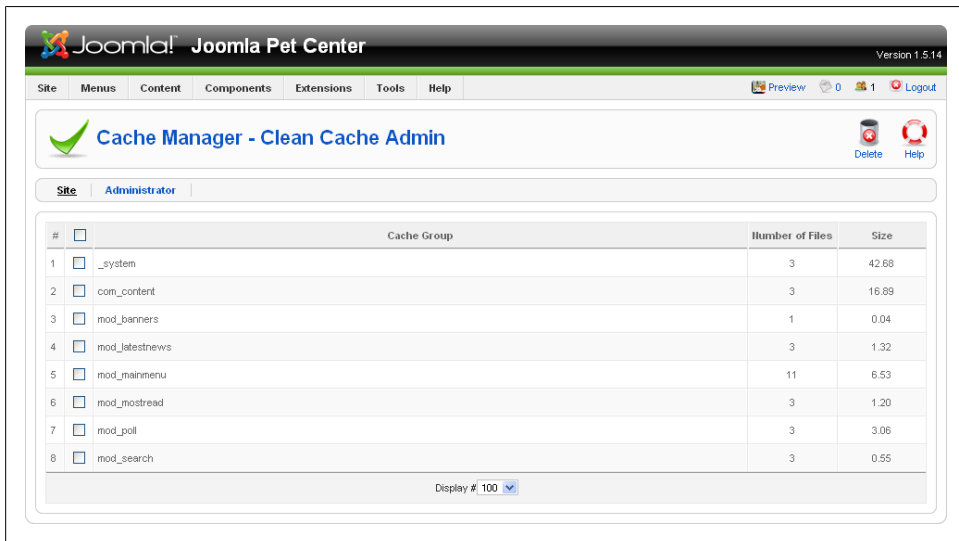 Joomla!™ Joomla Pet Center
Version 1.5.14
Site Menus Content Components Extensions Tools Help Preview 0 1 Logout
Cache Manager - Clean Cache Admin
Delete Help
Site Administrator
# Cache Group Number of Files Size
1 _system 3 42.68
2 com_content 3 16.89
3 mod_banners 1 0.04
4 mod_latestnews 3 1.32
5 mod_mainmenu 11 6.53
6 mod_mostread 3 1.20
7 mod_poll 3 3.06
8 mod_search 3 0.55
Display # 100